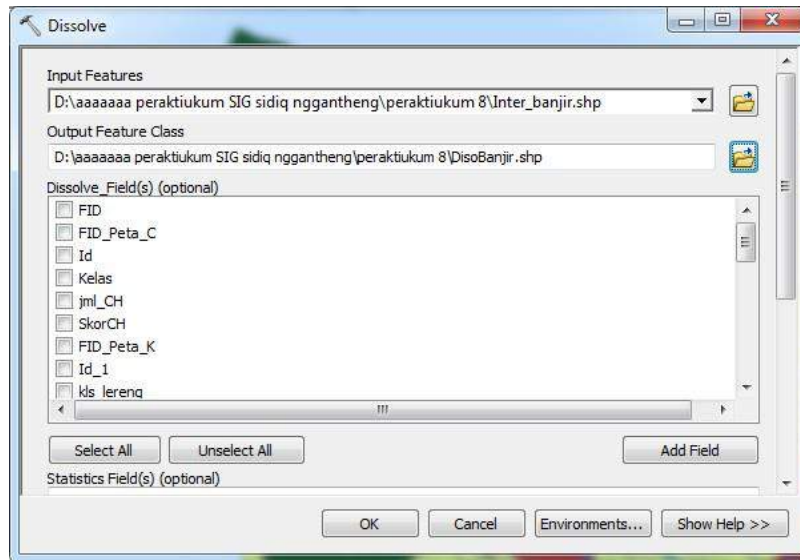 Dissolve
Input Features
D:\aaaaaaa peraktiukum SIG sidiq nggantheng\peraktiukum 8\Inter_banjir.shp
Output Feature Class
D:\aaaaaaa peraktiukum SIG sidiq nggantheng\peraktiukum 8\DisoBanjir.shp
Dissolve_Field(s) (optional)
FID
FID_Peta_C
Id
Kelas
jml_CH
SkorCH
FID_Peta_K
Id_1
kls_lereng
Select All Unselect All Add Field
Statistics Field(s) (optional)
OK Cancel Environments... Show Help >>